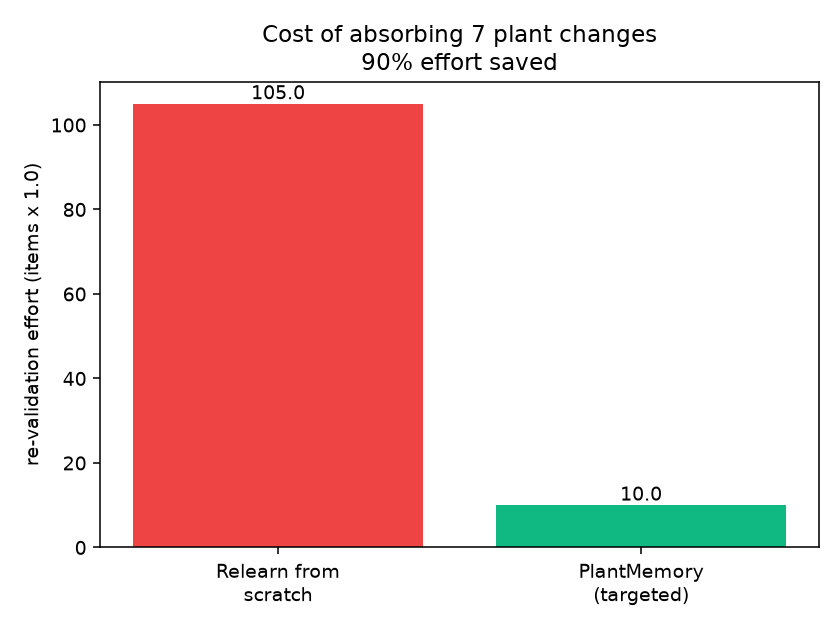 Cost of absorbing 7 plant changes
90% effort saved
105.0
100
80
60
40
20
0
re-validation effort (items x 1.0)
10.0
Relearn from
scratch
PlantMemory
(targeted)